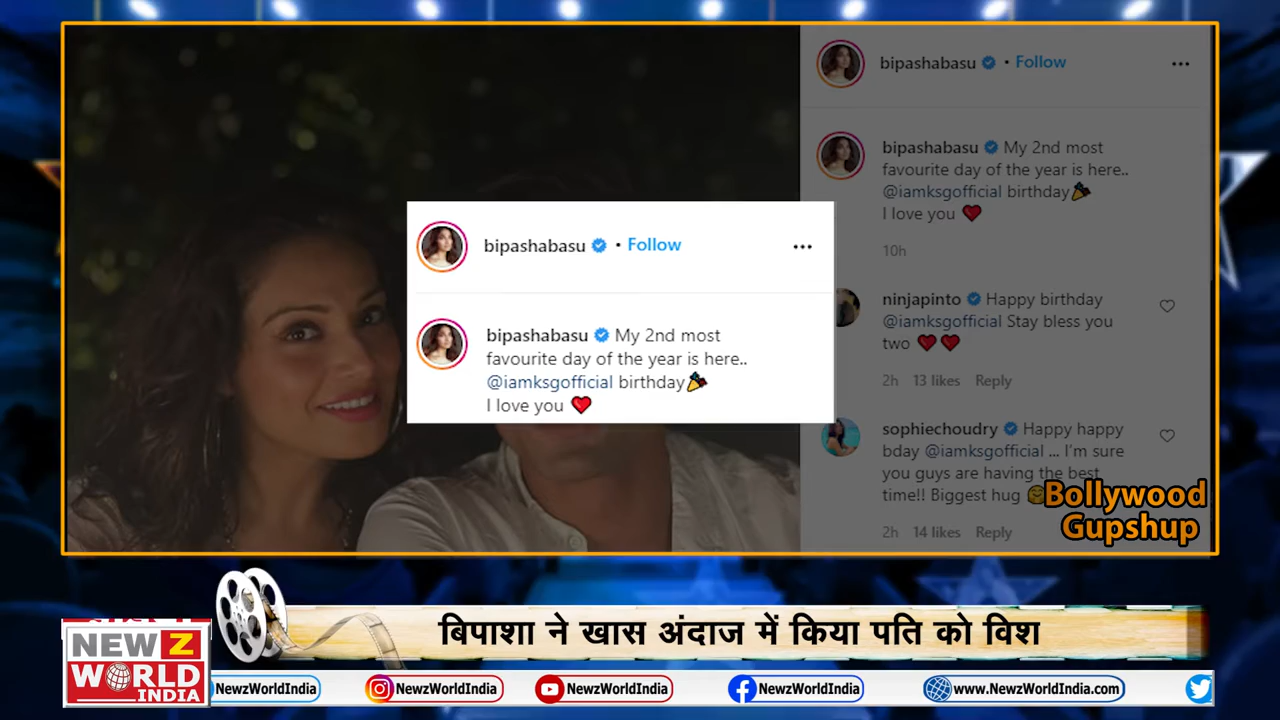 bipashabasu • Follow
bipashabasu My 2nd most
favourite day of the year is here..
@iamksgofficial birthday🎉
I love you ❤️
bipashabasu • Follow
bipashabasu My 2nd most
favourite day of the year is here..
@iamksgofficial birthday🎉
I love you ❤️
10h
ninjapinto Happy birthday
@iamksgofficial Stay bless you
two ❤️❤️
2h 13 likes Reply
sophiechoudry Happy happy
bday @iamksgofficial ... I'm sure
you guys are having the best
time!! Biggest hug 🤗
2h 14 likes Reply
Bollywood
Gupshup
बिपाशा ने खास अंदाज में किया पति को विश
NEWZ
WORLD
INDIA
NewzWorldIndia
NewzWorldIndia
NewzWorldIndia
NewzWorldIndia
www.NewzWorldIndia.com